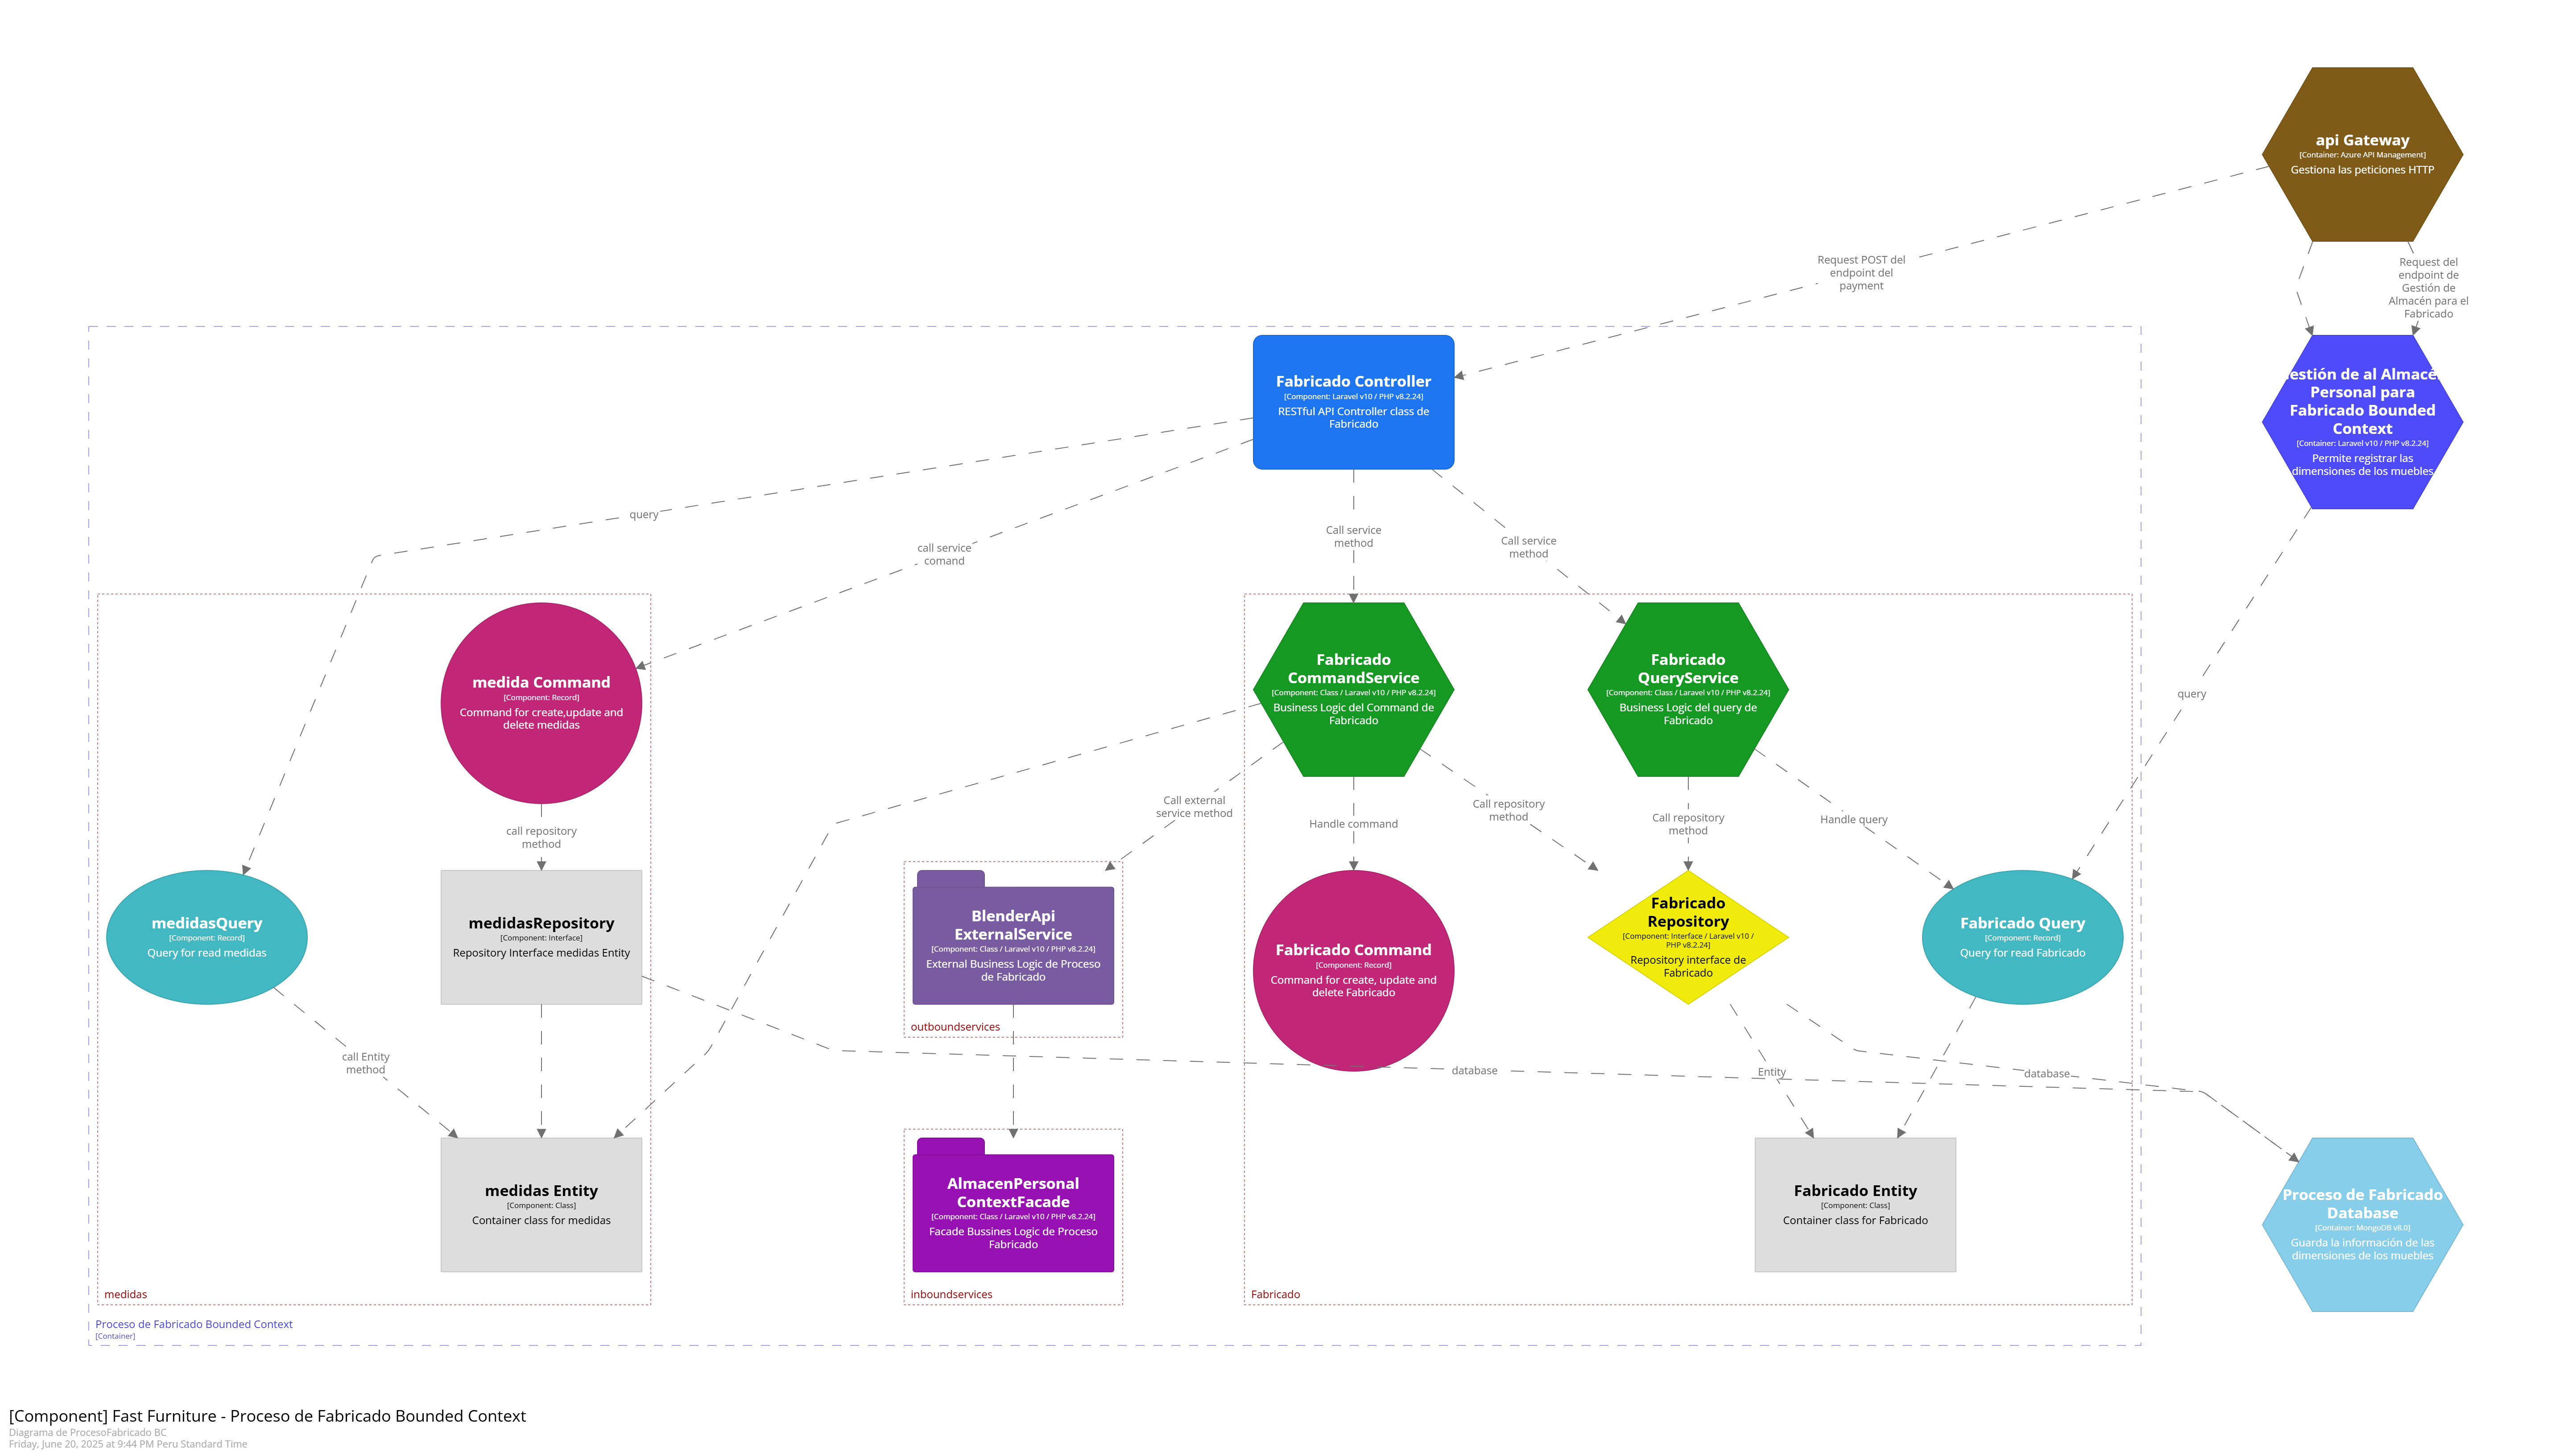 api Gateway
[Container: Azure API Management]
Gestiona las peticiones HTTP
Request POST del
endpoint del
payment
Request del
endpoint de
Gestión de
Almacén para el
Fabricado
Fabricado Controller
[Component: Laravel v10 / PHP v8.2.24]
RESTful API Controller class de
Fabricado
estión de al Almacé
Personal para
Fabricado Bounded
Context
[Container: Laravel v10 / PHP v8.2.24]
Permite registrar las
dimensiones de los muebles
query
call service
comand
Call service
method
Call service
method
query
medida Command
[Component: Record]
Command for create,update and
delete medidas
Fabricado
CommandService
[Component: Class / Laravel v10 / PHP v8.2.24]
Business Logic del Command de
Fabricado
Fabricado
QueryService
[Component: Class / Laravel v10 / PHP v8.2.24]
Business Logic del query de
Fabricado
call repository
method
Call external
service method
Handle command
Call repository
method
Call repository
method
Handle query
medidasQuery
[Component: Record]
Query for read medidas
medidasRepository
[Component: Interface]
Repository Interface medidas Entity
BlenderApi
ExternalService
[Component: Class / Laravel v10 / PHP v8.2.24]
External Business Logic de Proceso
de Fabricado
outboundservices
Fabricado Command
[Component: Record]
Command for create, update and
delete Fabricado
Fabricado
Repository
[Component: Interface / Laravel v10 /
PHP v8.2.24]
Repository interface de
Fabricado
Fabricado Query
[Component: Record]
Query for read Fabricado
call Entity
method
database
Entity
database
medidas Entity
[Component: Class]
Container class for medidas
AlmacenPersonal
ContextFacade
[Component: Class / Laravel v10 / PHP v8.2.24]
Facade Bussines Logic de Proceso
Fabricado
Fabricado Entity
[Component: Class]
Container class for Fabricado
Proceso de Fabricado
Database
[Container: MongoDB v8.0]
Guarda la información de las
dimensiones de los muebles
medidas
inboundservices
Fabricado
Proceso de Fabricado Bounded Context
[Container]
[Component] Fast Furniture - Proceso de Fabricado Bounded Context
Diagrama de ProcesoFabricado BC
Friday, June 20, 2025 at 9:44 PM Peru Standard Time